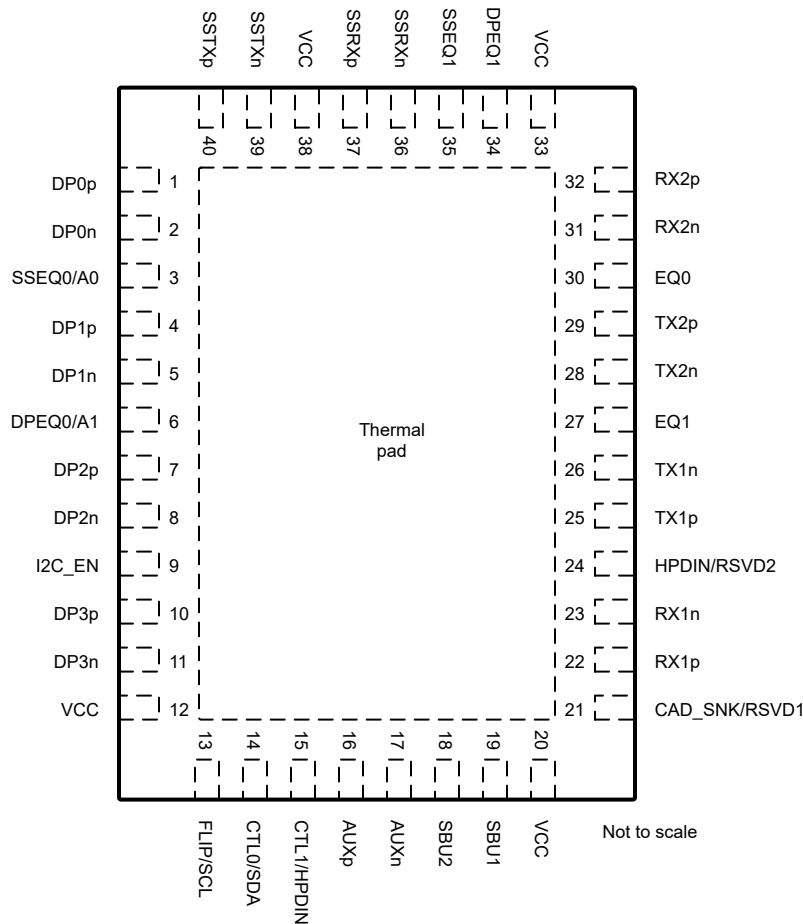 SSTXp
SSTXn
VCC
SSRXp
SSRXn
SSEQ1
DPEQ1
VCC
40
39
38
37
36
35
34
33
DP0p 1
DP0n 2
SSEQ0/A0 3
DP1p 4
DP1n 5
DPEQ0/A1 6
DP2p 7
DP2n 8
I2C_EN 9
DP3p 10
DP3n 11
VCC 12
Thermal
pad
32 RX2p
31 RX2n
30 EQ0
29 TX2p
28 TX2n
27 EQ1
26 TX1n
25 TX1p
24 HPDIN/RSVD2
23 RX1n
22 RX1p
21 CAD_SNK/RSVD1
13
14
15
16
17
18
19
20
FLIP/SCL
CTL0/SDA
CTL1/HPDIN
AUXp
AUXn
SBU2
SBU1
VCC
Not to scale